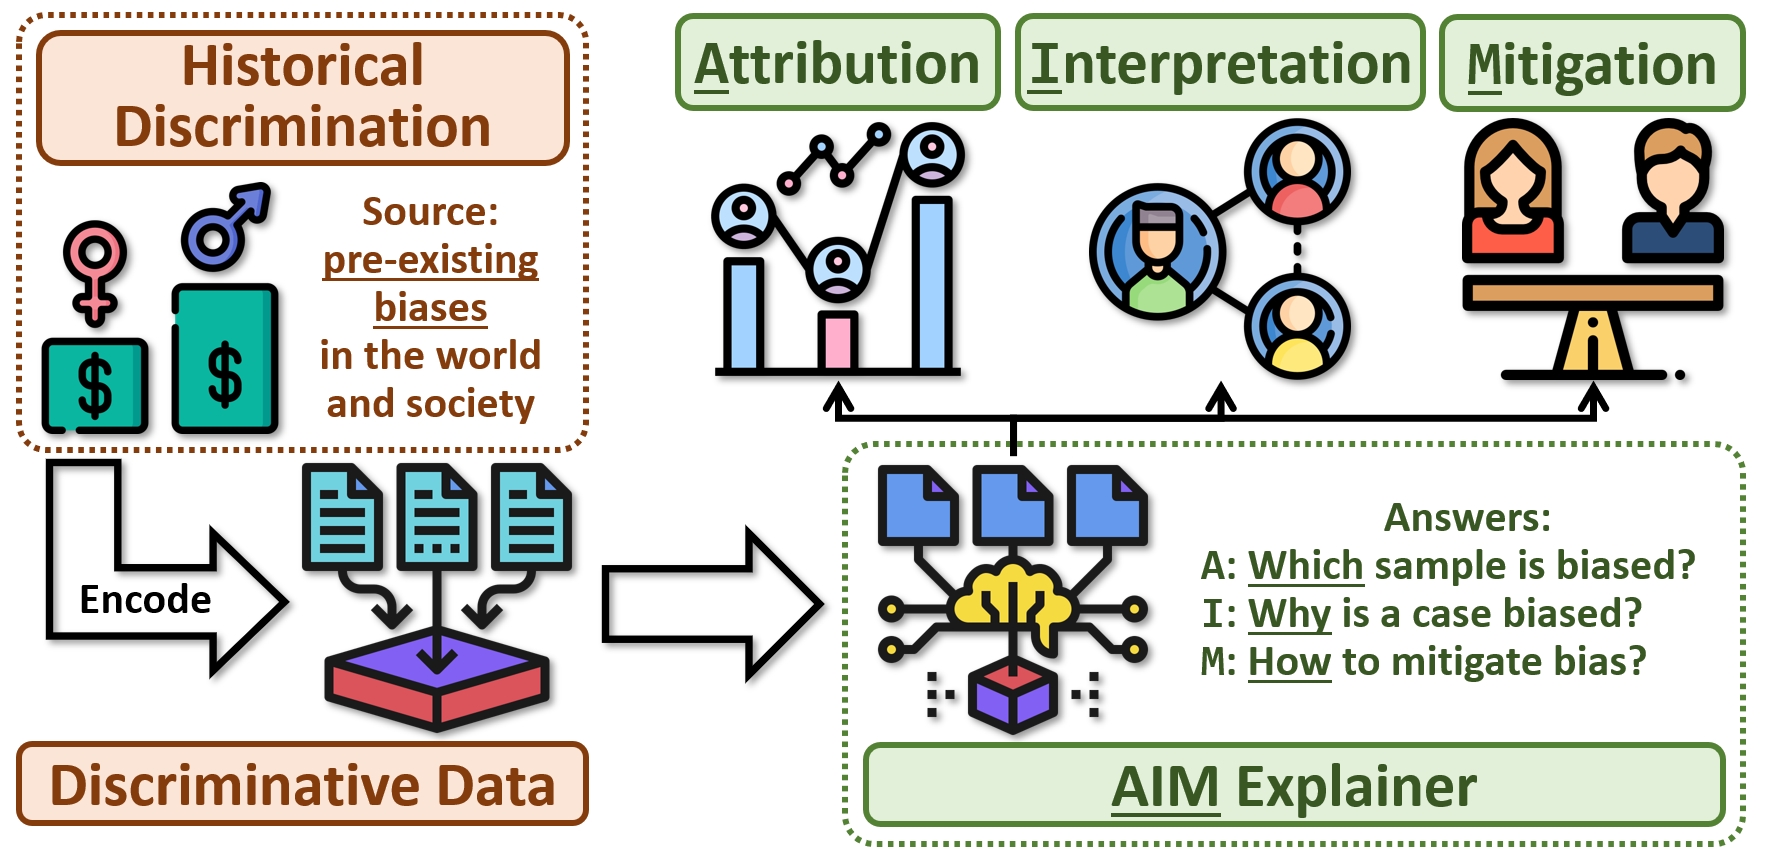 Historical
Discrimination
Source:
pre-existing
biases
in the world
and society
$
$
Encode
Discriminative Data
Attribution
Interpretation
Mitigation
Answers:
A: Which sample is biased?
I: Why is a case biased?
M: How to mitigate bias?
AIM Explainer